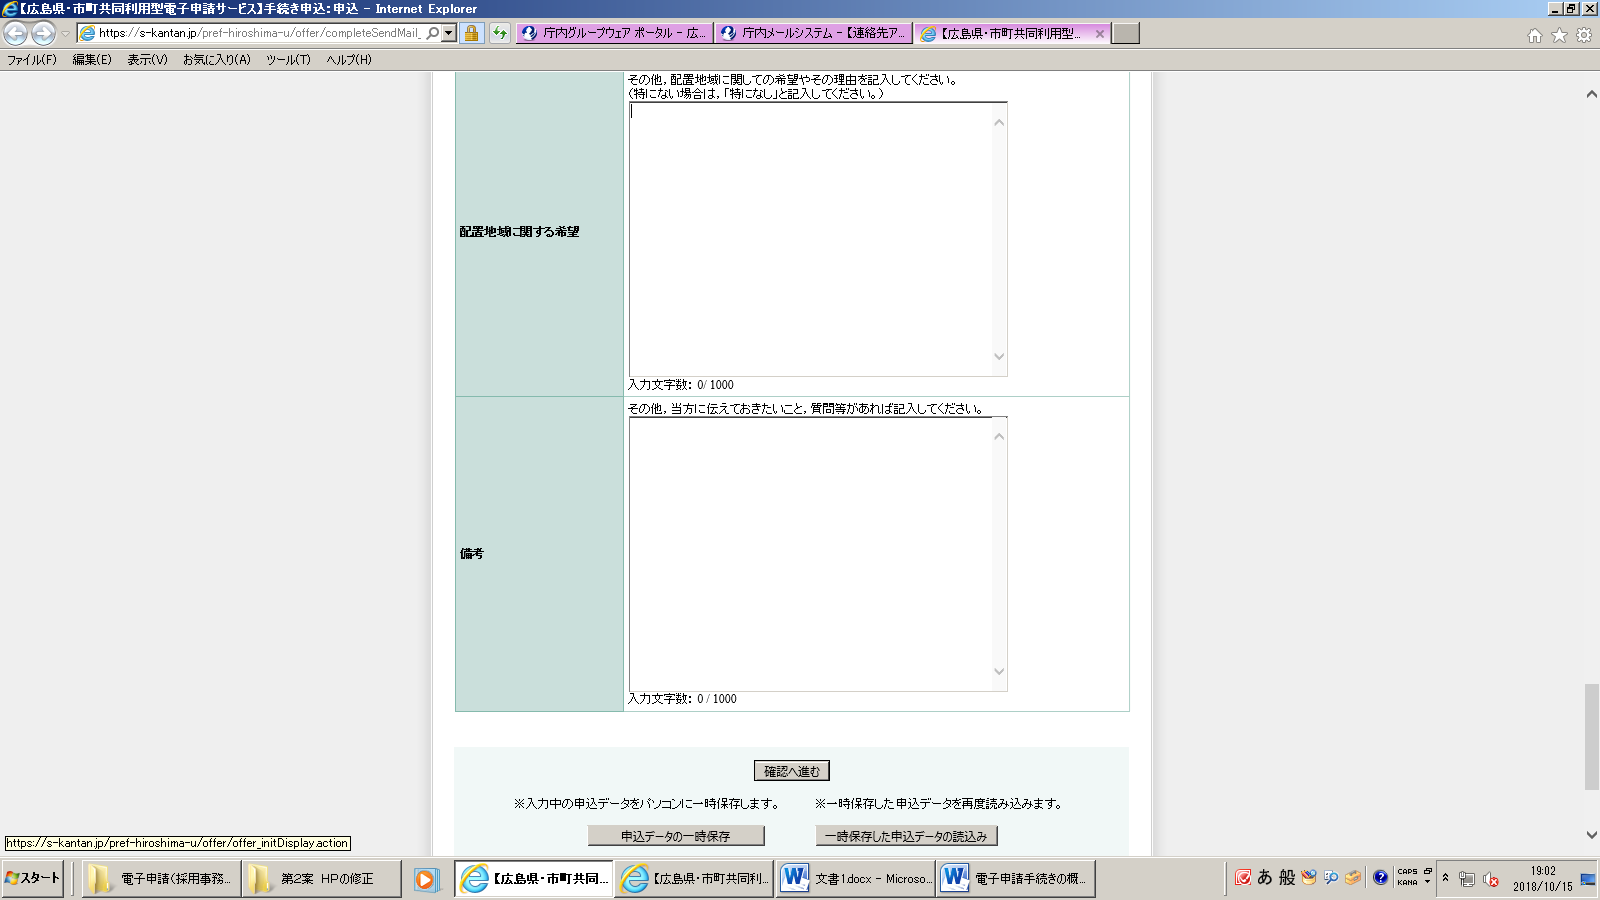 【広島県・市町共同利用型電子申請サービス】手続き申込：申込 - Internet Explorer
https://s-kantan.jp/pref-hiroshima-u/offer/completeSendMail_
庁内グループウェア ポータル - 広...
庁内メールシステム - 【連絡先ア...
【広島県・市町共同利用型...
ファイル(F) 編集(E) 表示(V) お気に入り(A) ツール(T) ヘルプ(H)
その他，配置地域に関しての希望やその理由を記入してください。
（特にない場合は，「特になし」と記入してください。）
配置地域に関する希望
入力文字数： 0/ 1000
その他，当方に伝えておきたいこと，質問等があれば記入してください。
備考
入力文字数： 0 / 1000
確認へ進む
※入力中の申込データをパソコンに一時保存します。
※一時保存した申込データを再度読み込みます。
申込データの一時保存
一時保存した申込データの読込み
https://s-kantan.jp/pref-hiroshima-u/offer/offer_initDisplay.action
スタート
電子申請（採用事務...
第2案 HPの修正
【広島県・市町共同...
【広島県・市町共同利...
文書1.docx - Microso...
電子申請手続きの概...
あ 般
CAPS
KANA
19:02
2018/10/15